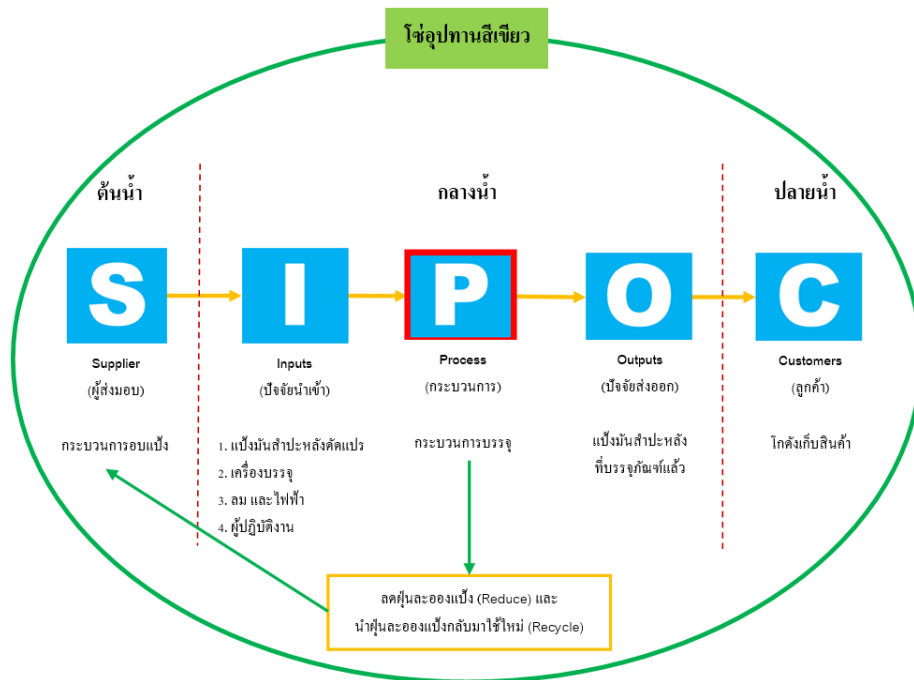 โซ่อุปทานสีเขียว
ต้นน้ำ
กลางน้ำ
ปลายน้ำ
S
I
P
O
C
Supplier
(ผู้ส่งมอบ)
กระบวนการอบแป้ง
Inputs
(ปัจจัยนำเข้า)
1. แป้งมันสำปะหลังดัดแปร
2. เครื่องบรรจุ
3. ลม และไฟฟ้า
4. ผู้ปฏิบัติงาน
Process
(กระบวนการ)
กระบวนการบรรจุ
Outputs
(ปัจจัยส่งออก)
แป้งมันสำปะหลัง
ที่บรรจุภัณฑ์แล้ว
Customers
(ลูกค้า)
โกดังเก็บสินค้า
ลดฝุ่นละอองแป้ง (Reduce) และ
นำฝุ่นละอองแป้งกลับมาใช้ใหม่ (Recycle)